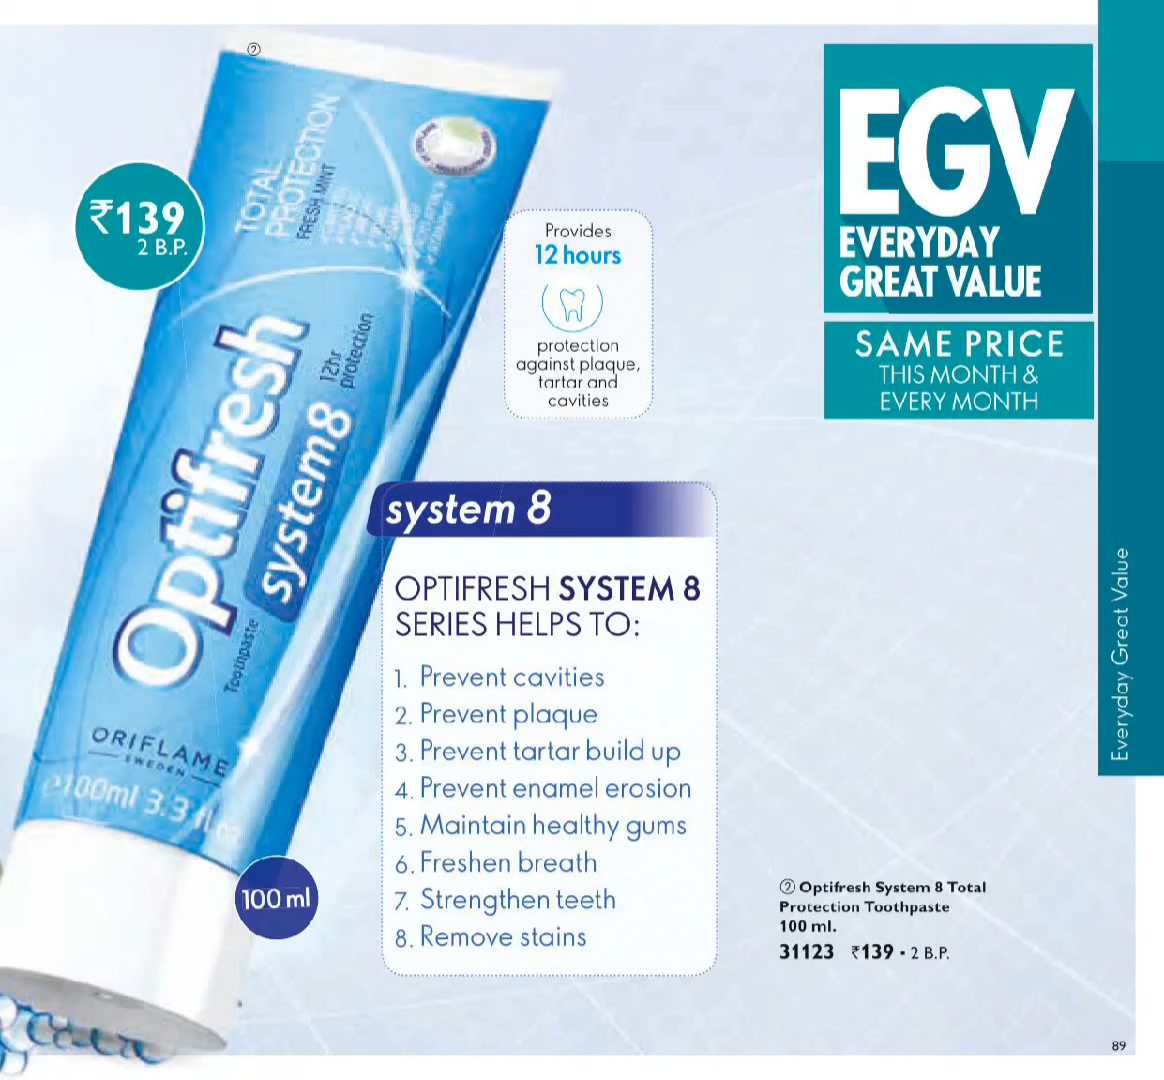 ②
TOTAL
PROTECTION
FRESH MINT
₹139
2 B.P.
Optifresh
system8
12hr
protection
Toothpaste
ORIFLAME
SWEDEN
e100ml 3.3 fl
100 ml
Provides
12 hours
protection
against plaque,
tartar and
cavities
EGV
EVERYDAY
GREAT VALUE
SAME PRICE
THIS MONTH &
EVERY MONTH
system 8
OPTIFRESH SYSTEM 8
SERIES HELPS TO:
1. Prevent cavities
2. Prevent plaque
3. Prevent tartar build up
4. Prevent enamel erosion
5. Maintain healthy gums
6. Freshen breath
7. Strengthen teeth
8. Remove stains
② Optifresh System 8 Total
Protection Toothpaste
100 ml.
31123 ₹139 - 2 B.P.
Everyday Great Value
89